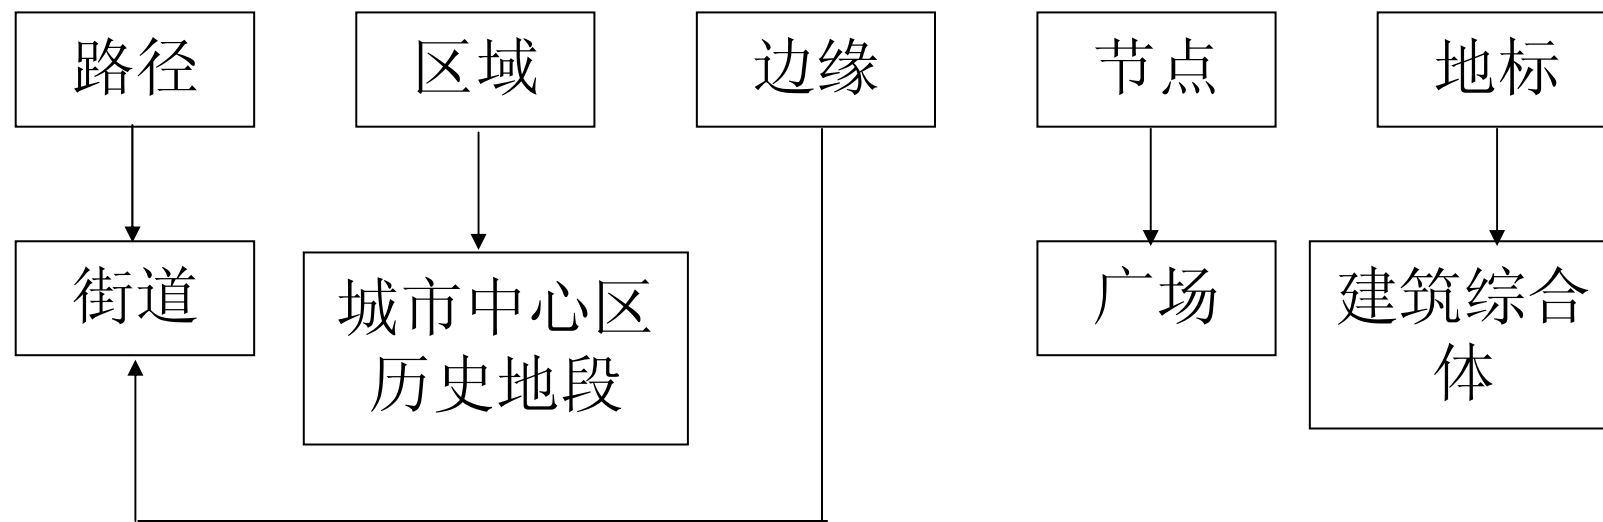 路径
区域
边缘
节点
地标
街道
城市中心区
历史地段
广场
建筑综合
体